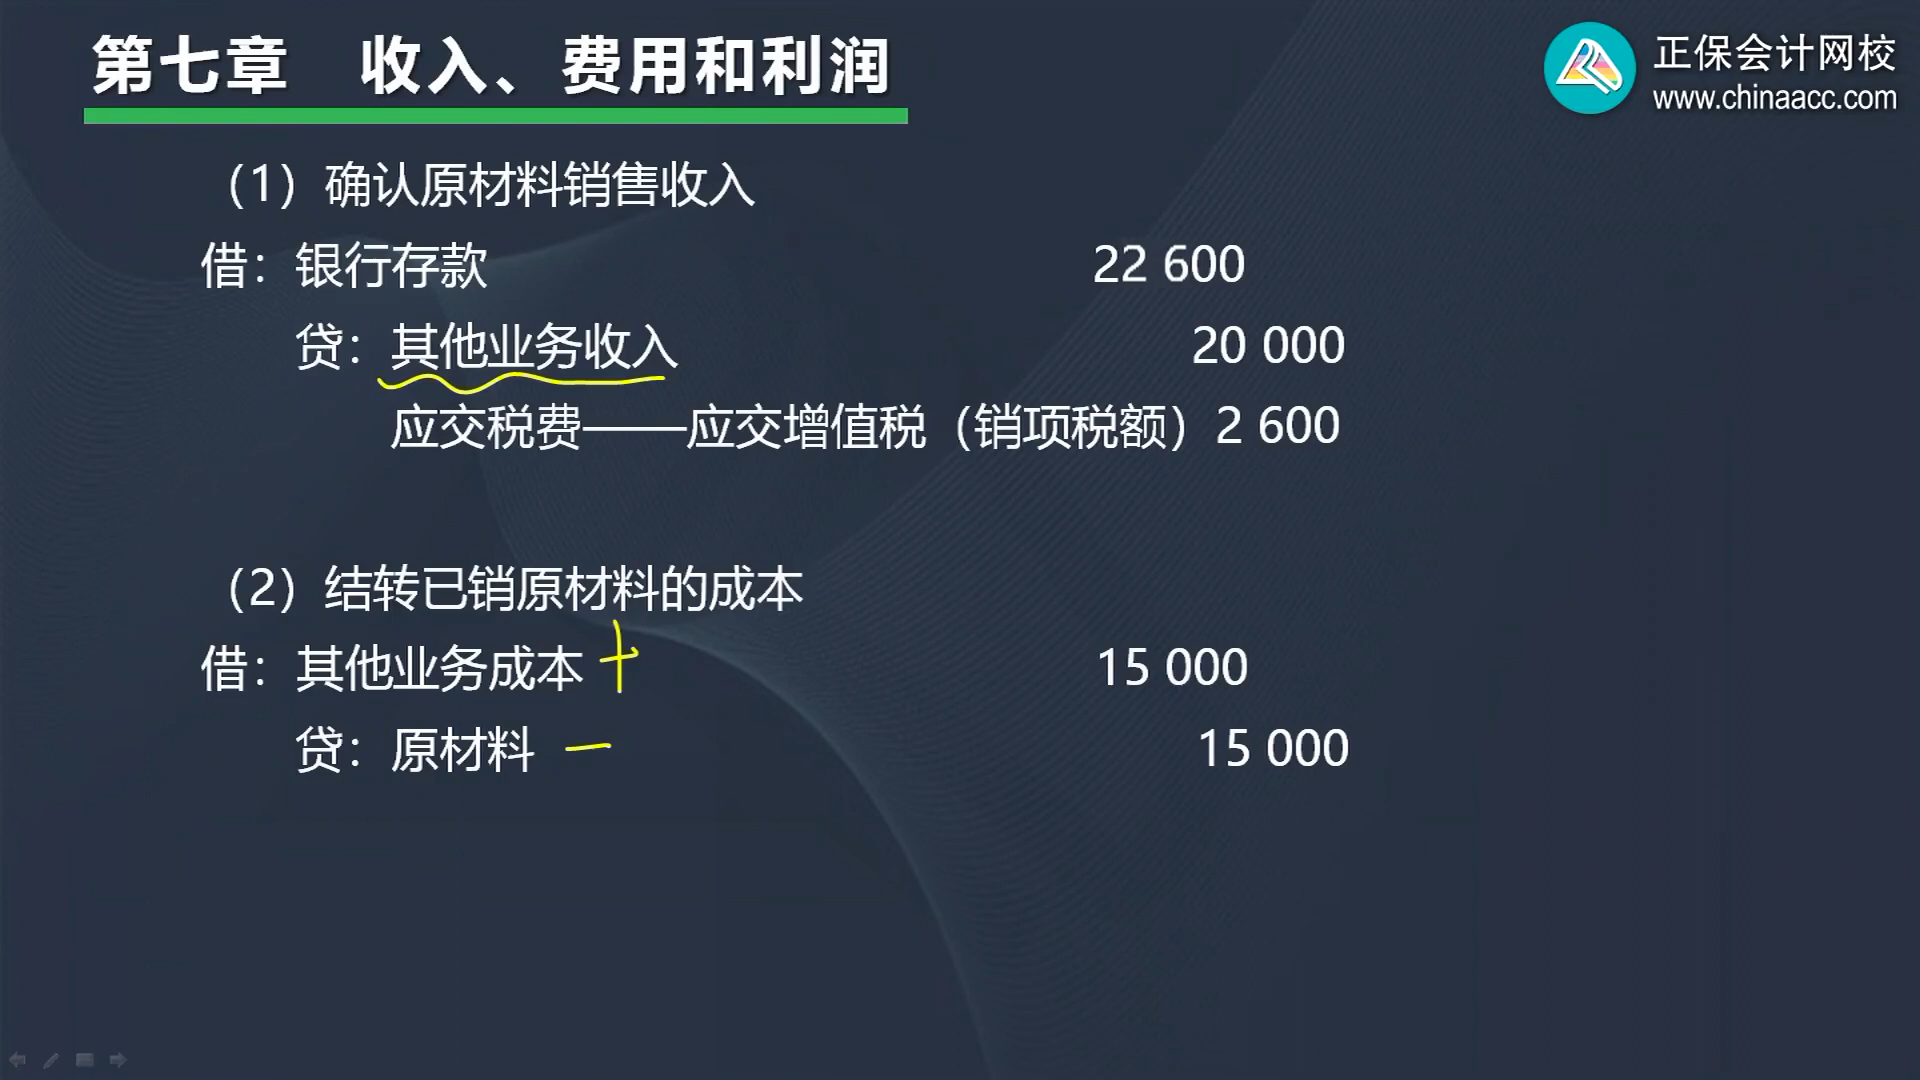 第七章 收入、费用和利润
正保会计网校
www.chinaacc.com
（1）确认原材料销售收入
借：银行存款 22 600
贷：其他业务收入 20 000
应交税费——应交增值税（销项税额）2 600
（2）结转已销原材料的成本
借：其他业务成本 + 15 000
贷：原材料 — 15 000